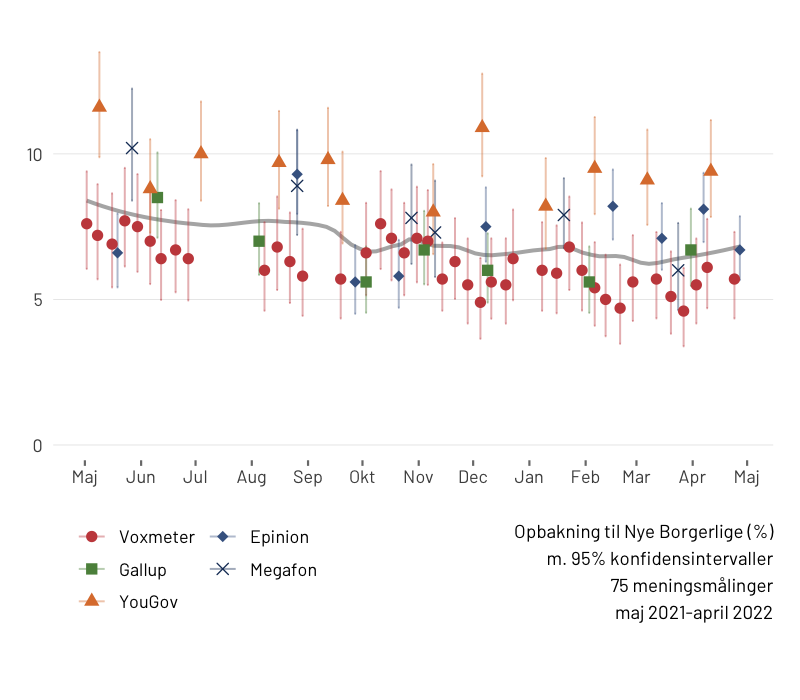 10
5
0
Maj Jun Jul Aug Sep Okt Nov Dec Jan Feb Mar Apr Maj
Voxmeter Epinion
Gallup Megafon
YouGov
Opbakning til Nye Borgerlige (%)
m. 95% konfidensintervaller
75 meningsmålinger
maj 2021-april 2022